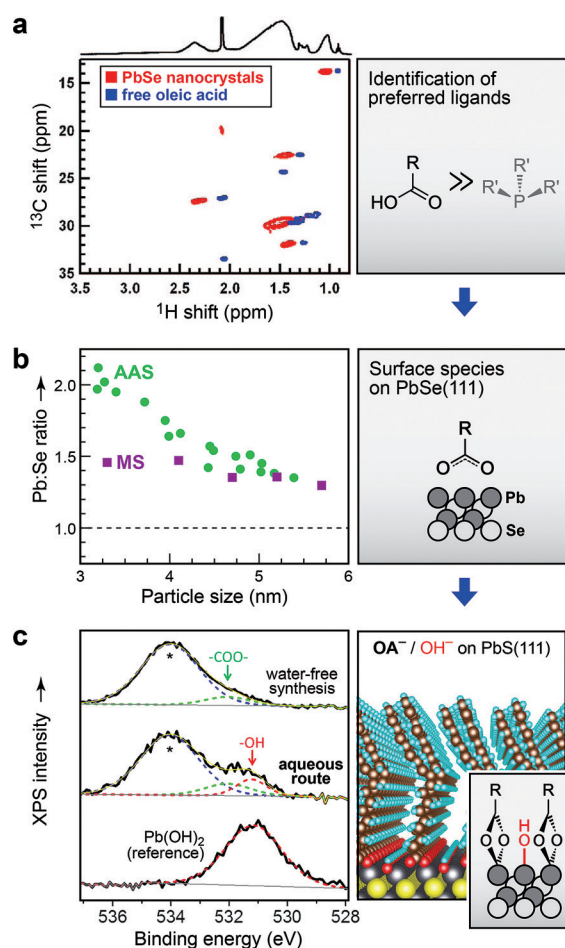 a
PbSe nanocrystals
free oleic acid
15
20
25
30
35
3.5 3.0 2.5 2.0 1.5 1.0
¹³C shift (ppm)
¹H shift (ppm)
Identification of
preferred ligands
R
HO
O
>>
R'
R'
P
R'
b
Pb:Se ratio →
2.0
1.5
1.0
AAS
MS
3 4 5 6
Particle size (nm)
Surface species
on PbSe(111)
R
O
O
Pb
Se
c
XPS intensity →
-COO-
*
water-free
synthesis
-OH
*
aqueous
route
Pb(OH)₂
(reference)
536 534 532 530 528
Binding energy (eV)
OA⁻ / OH⁻ on PbS(111)
R
R
H
O
O
O
O
O